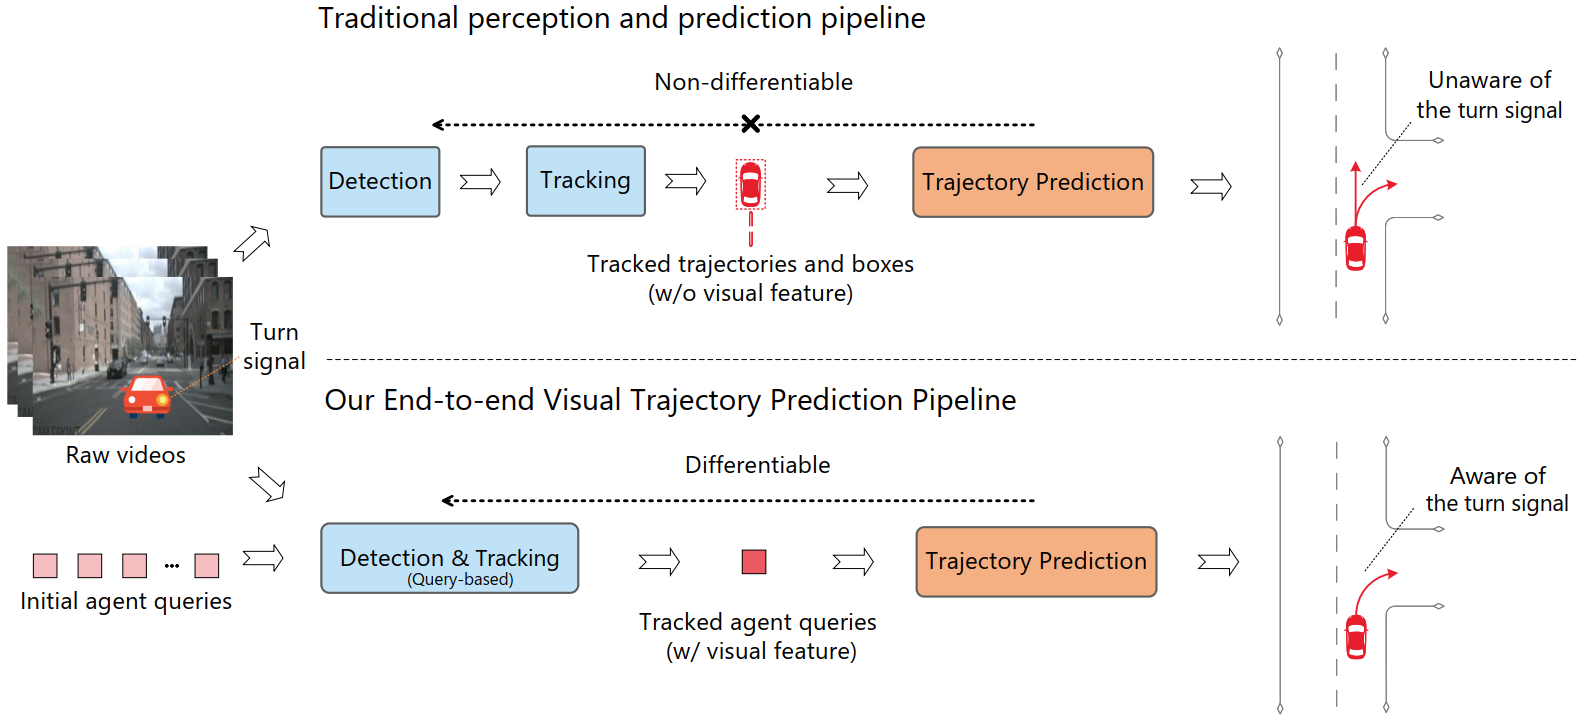 Traditional perception and prediction pipeline
Non-differentiable
Detection
Tracking
Trajectory Prediction
Unaware of
the turn signal
Tracked trajectories and boxes
(w/o visual feature)
Turn
signal
CAM FRONT
Raw videos
Our End-to-end Visual Trajectory Prediction Pipeline
Differentiable
Initial agent queries
Detection & Tracking
(Query-based)
Tracked agent queries
(w/ visual feature)
Trajectory Prediction
Aware of
the turn signal